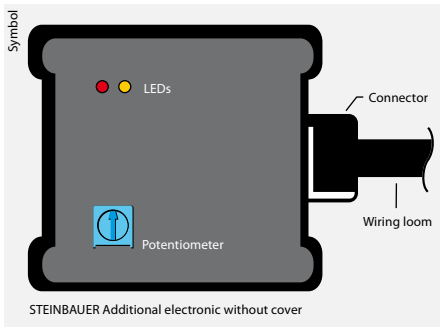 Symbol
LEDs
Connector
Wiring loom
Potentiometer
STEINBAUER Additional electronic without cover